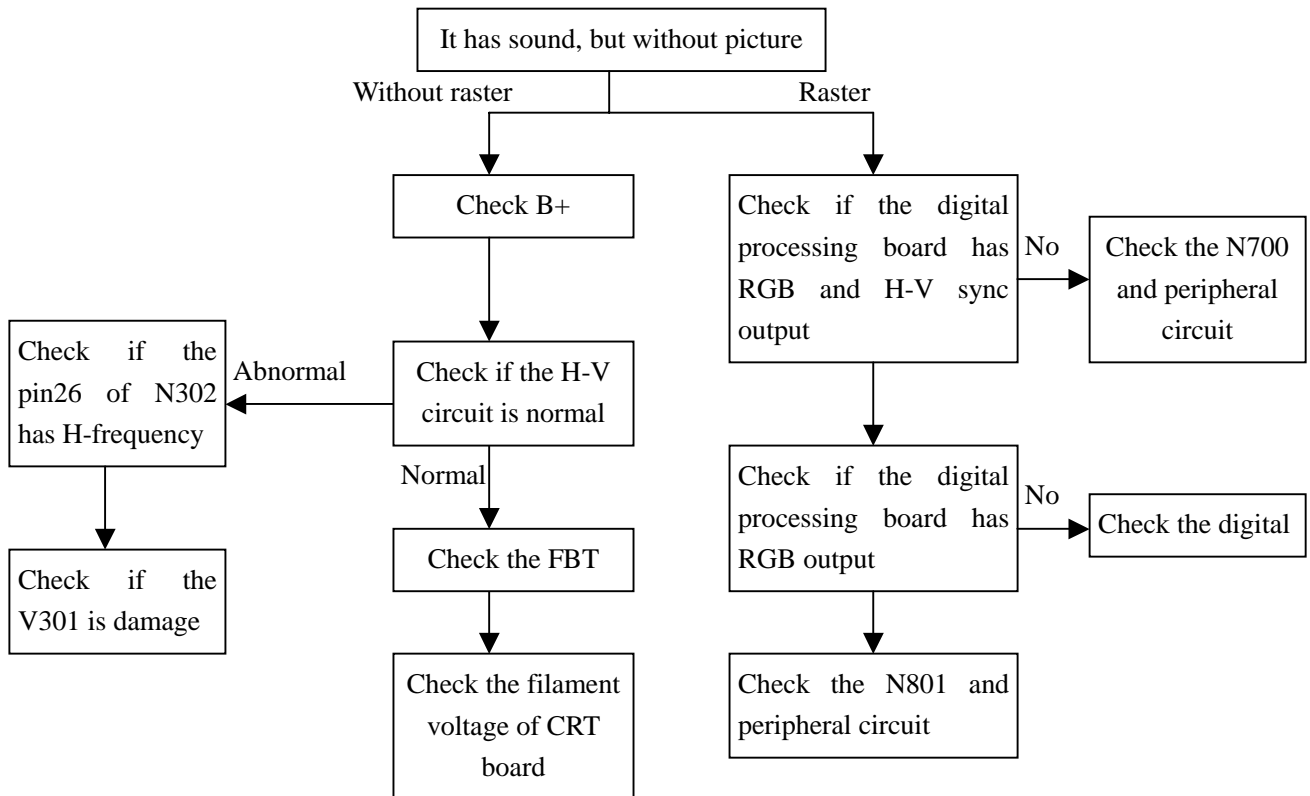 It has sound, but without picture
Without raster
Raster
Check B+
Check if the digital
processing board has
RGB and H-V sync
output
No
Check the N700
and peripheral
circuit
Check if the
pin26 of N302
has H-frequency
Abnormal
Check if the H-V
circuit is normal
Normal
Check if the digital
processing board has
RGB output
No
Check the digital
Check the FBT
Check if the
V301 is damage
Check the filament
voltage of CRT
board
Check the N801 and
peripheral circuit